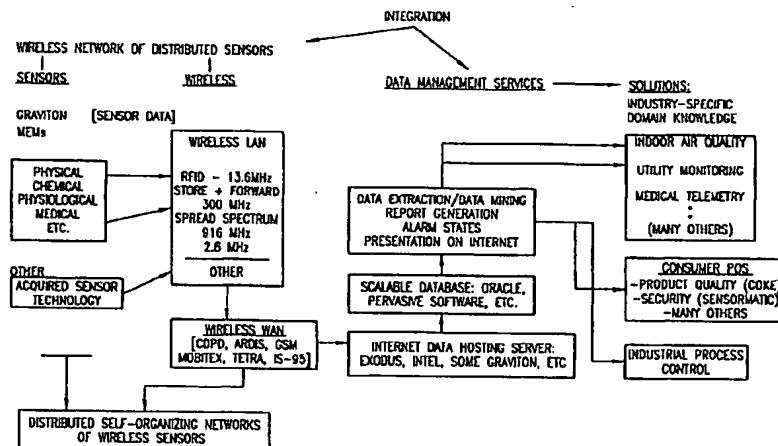 INTEGRATION
WIRELESS NETWORK OF DISTRIBUTED SENSORS
SENSORS
WIRELESS
DATA MANAGEMENT SERVICES
SOLUTIONS:
INDUSTRY-SPECIFIC
DOMAIN KNOWLEDGE
GRAVITON
MEMs
[SENSOR DATA]
PHYSICAL
CHEMICAL
PHYSIOLOGICAL
MEDICAL
ETC.
OTHER
ACQUIRED SENSOR
TECHNOLOGY
WIRELESS LAN
RFID - 13.6MHz
STORE + FORWARD
300 MHz
SPREAD SPECTRUM
916 MHz
2.6 MHz
OTHER
WIRELESS WAN
[CDPD, ARDIS, GSM
MOBITEX, TETRA, IS-95]
DISTRIBUTED SELF-ORGANIZING NETWORKS
OF WIRELESS SENSORS
DATA EXTRACTION/DATA MINING
REPORT GENERATION
ALARM STATES
PRESENTATION ON INTERNET
SCALABLE DATABASE: ORACLE,
PERVASIVE SOFTWARE, ETC.
INTERNET DATA HOSTING SERVER:
EXODUS, INTEL, SOME GRAVITON, ETC
INDOOR AIR QUALITY
UTILITY MONITORING
MEDICAL TELEMETRY
(MANY OTHERS)
CONSUMER POS
-PRODUCT QUALITY (COKE)
-SECURITY (SENSORMATIC)
-MANY OTHERS
INDUSTRIAL PROCESS
CONTROL